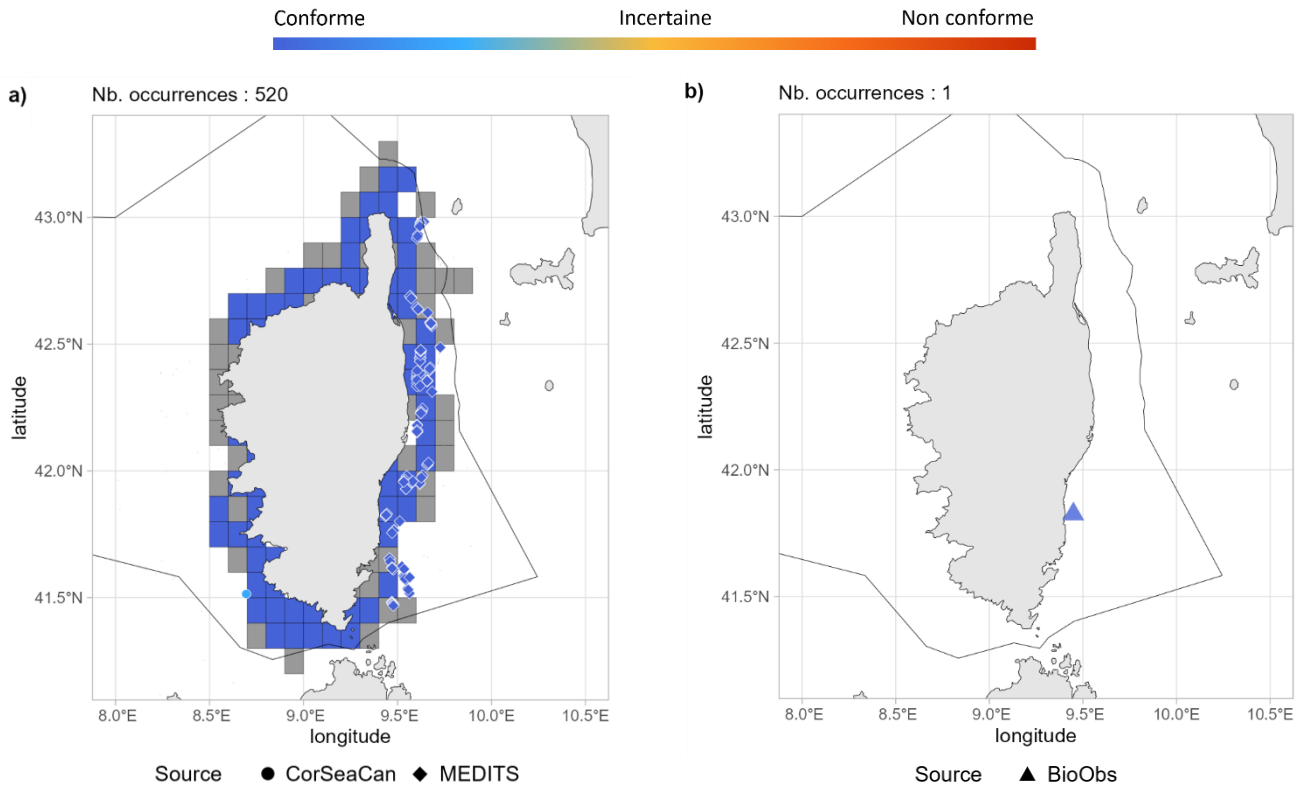 Conforme Incertaine Non conforme
a) Nb. occurrences : 520
43.0°N
42.5°N
42.0°N
41.5°N
latitude
8.0°E 8.5°E 9.0°E 9.5°E 10.0°E 10.5°E
longitude
Source CorSeaCan MEDITS
b) Nb. occurrences : 1
43.0°N
42.5°N
42.0°N
41.5°N
latitude
8.0°E 8.5°E 9.0°E 9.5°E 10.0°E 10.5°E
longitude
Source BioObs